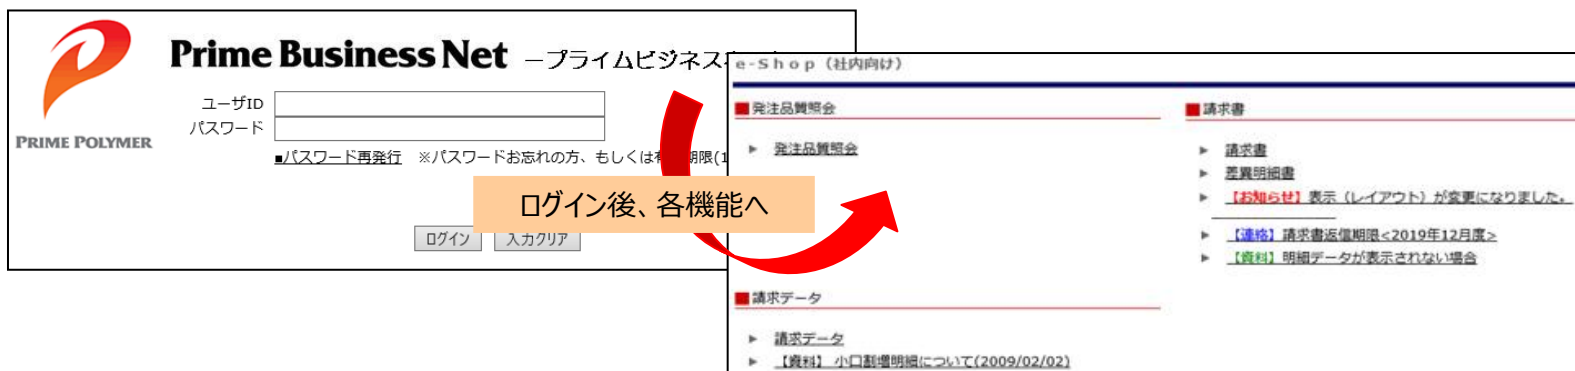 Prime Business Net －プライムビジネス
PRIME POLYMER
ユーザID
パスワード
■パスワード再発行 ※パスワードお忘れの方、もしくは有 期限(1
ログイン 入力クリア
ログイン後、各機能へ
e-Shop（社内向け）
■発注品質照会
▶ 発注品質照会
■請求データ
▶ 請求データ
▶ 【資料】 小口割増明細について(2009/02/02)
■請求書
▶ 請求書
▶ 差異明細書
▶ 【お知らせ】表示（レイアウト）が変更になりました。
▶ 【連絡】請求書返信期限<2019年12月度>
▶ 【資料】明細データが表示されない場合